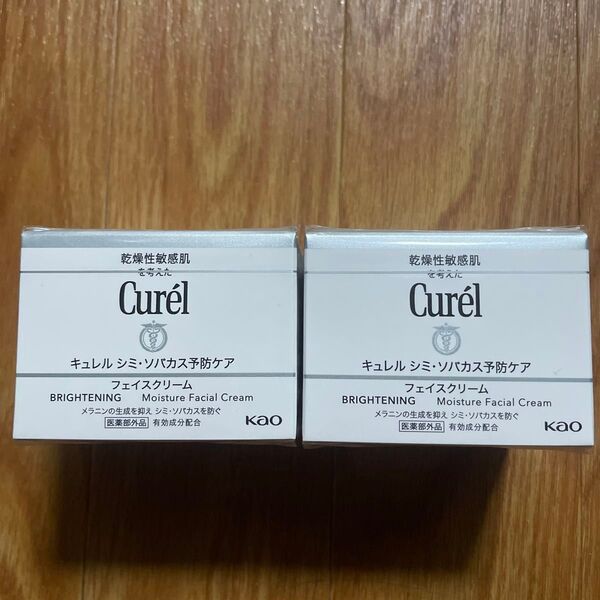 乾燥性敏感肌
を考えた
Curél
キュレル シミ・ソバカス予防ケア
フェイスクリーム
BRIGHTENING Moisture Facial Cream
メラニンの生成を抑え シミ・ソバカスを防ぐ
医薬部外品 有効成分配合
Kao
乾燥性敏感肌
を考えた
Curél
キュレル シミ・ソバカス予防ケア
フェイスクリーム
BRIGHTENING Moisture Facial Cream
メラニンの生成を抑え シミ・ソバカスを防ぐ
医薬部外品 有効成分配合
Kao